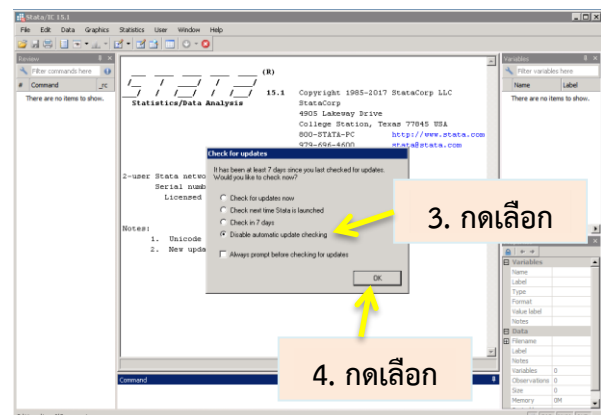 Stata/IC 15.1
File Edit Data Graphics Statistics User Window Help
Review
Filter commands here
# Command _rc
There are no items to show.
(R)
15.1 Copyright 1985-2017 StataCorp LLC
Statistics/Data Analysis StataCorp
4905 Lakeway Drive
College Station, Texas 77845 USA
800-STATA-PC http://www.stata.com
979-696-4600 stata@stata.com
2-user Stata netwo
Serial numb
Licensed
Notes:
1. Unicode
2. New upda
Check for updates
It has been at least 7 days since you last checked for updates.
Would you like to check now?
Check for updates now
Check next time Stata is launched
Check in 7 days
Disable automatic update checking
Always prompt before checking for updates
OK
3. กดเลือก
4. กดเลือก
Command
Variables
Filter variables here
Name Label
There are no items to show.
Variables
Name
Label
Type
Format
Value label
Notes
Data
Filename
Label
Notes
Variables 0
Observations 0
Size 0
Memory 0M